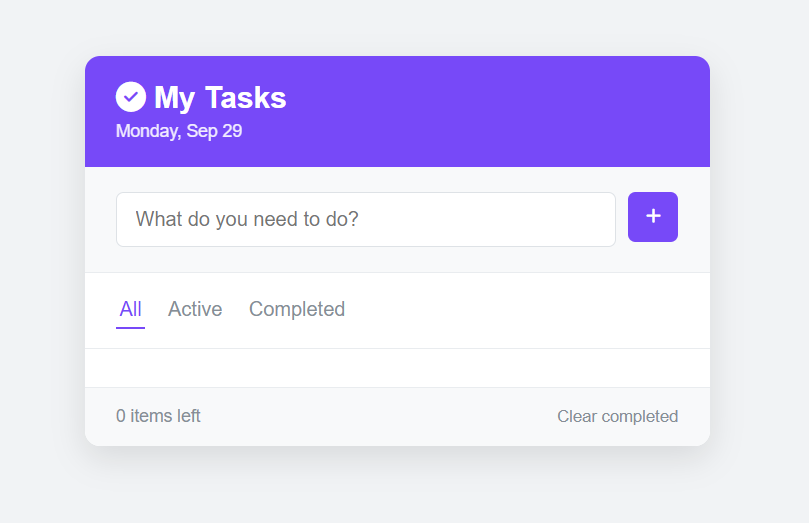 My Tasks
Monday, Sep 29
What do you need to do?
+
All Active Completed
0 items left Clear completed